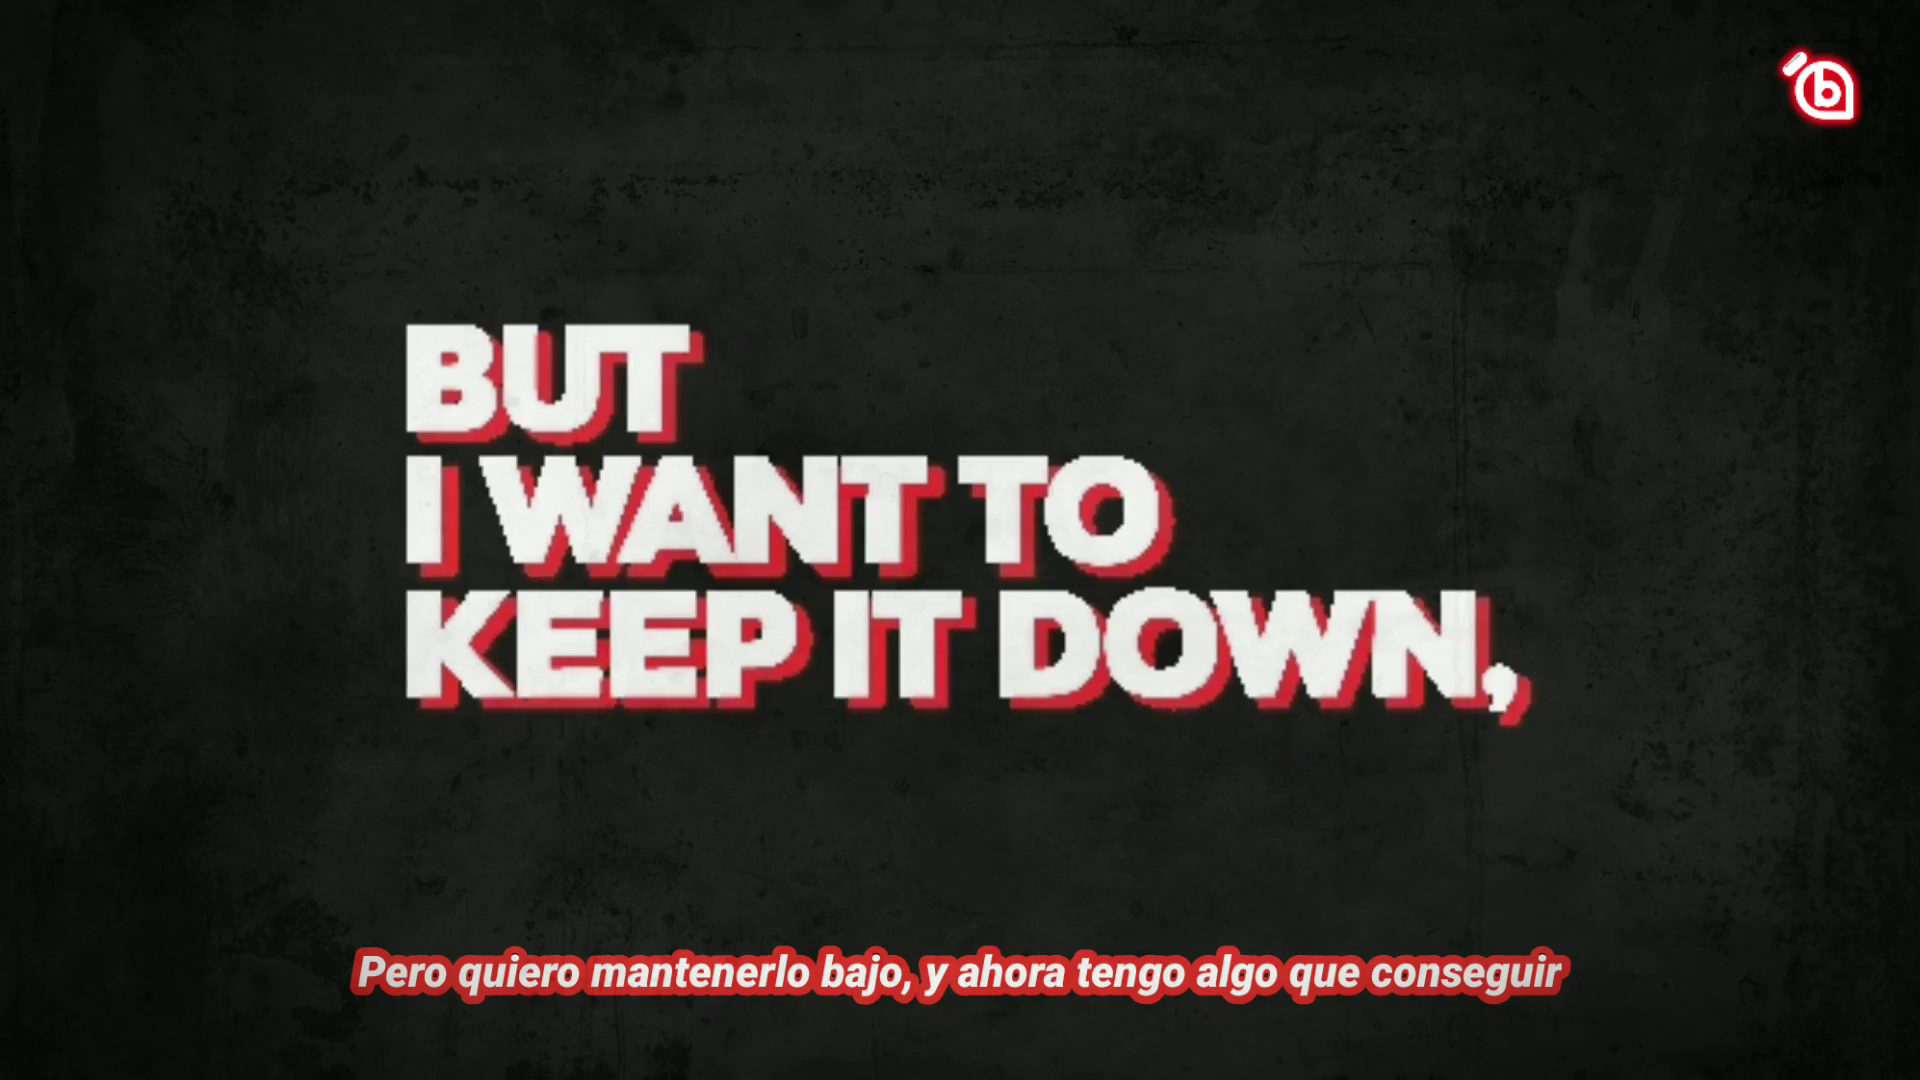 BUT
I WANT TO
KEEP IT DOWN,
Pero quiero mantenerlo bajo, y ahora tengo algo que conseguir